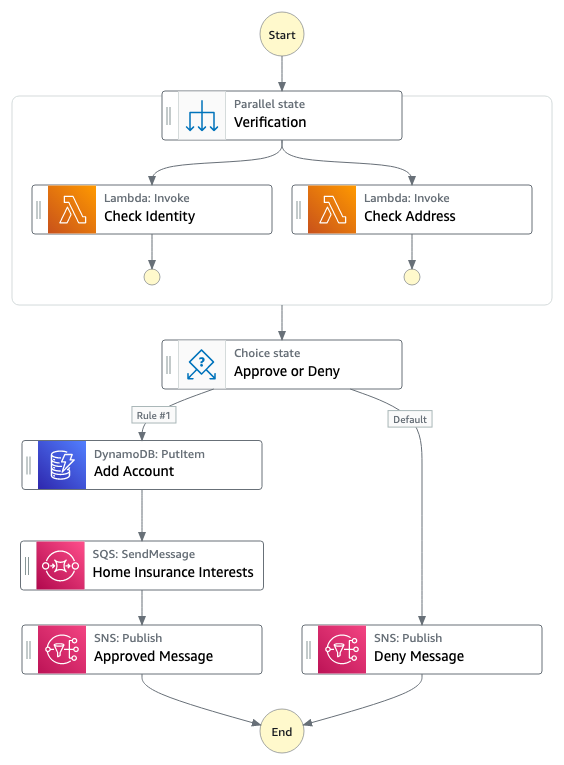 Start
Parallel state
Verification
Lambda: Invoke
Check Identity
Lambda: Invoke
Check Address
Choice state
Approve or Deny
Rule #1
Default
DynamoDB: PutItem
Add Account
SQS: SendMessage
Home Insurance Interests
SNS: Publish
Approved Message
SNS: Publish
Deny Message
End